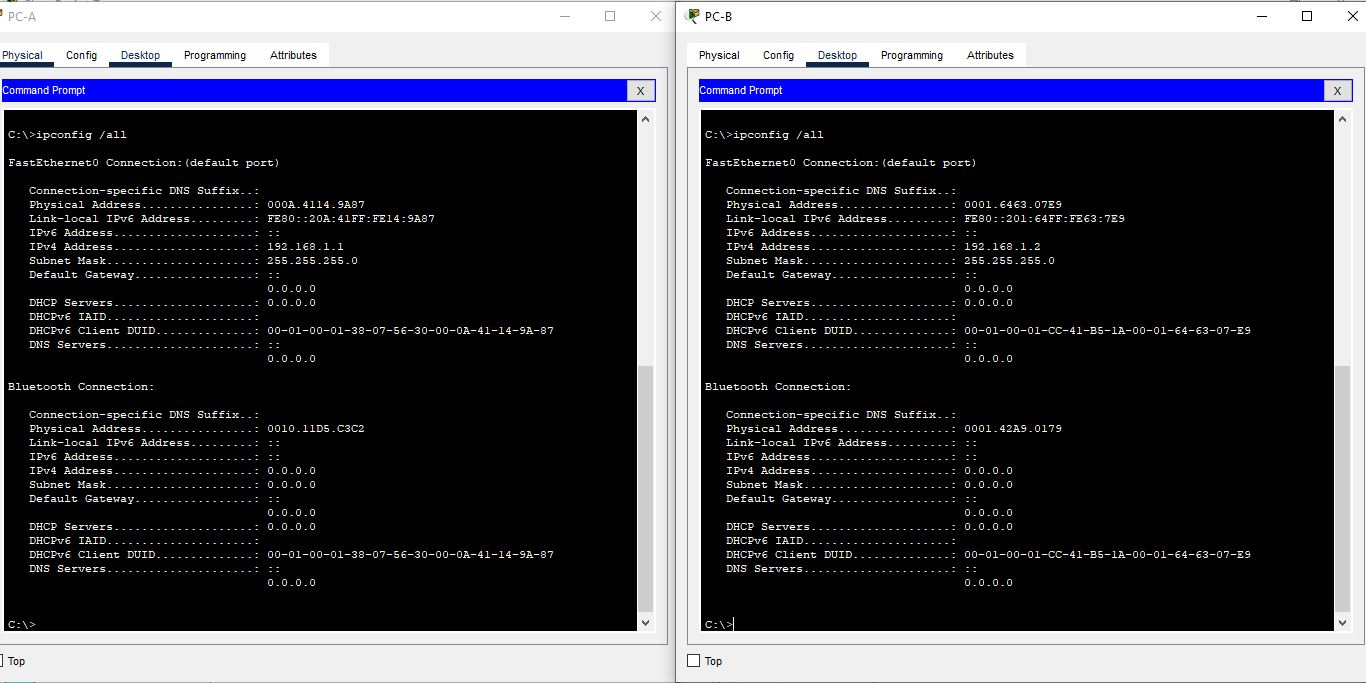 PC-A
Physical Config Desktop Programming Attributes
Command Prompt
X
C:\>ipconfig /all
FastEthernet0 Connection:(default port)
Connection-specific DNS Suffix..:
Physical Address................: 000A.4114.9A87
Link-local IPv6 Address.........: FE80::20A:41FF:FE14:9A87
IPv6 Address....................: ::
IPv4 Address....................: 192.168.1.1
Subnet Mask.....................: 255.255.255.0
Default Gateway.................: ::
0.0.0.0
DHCP Servers....................: 0.0.0.0
DHCPv6 IAID.....................:
DHCPv6 Client DUID..............: 00-01-00-01-38-07-56-30-00-0A-41-14-9A-87
DNS Servers.....................: ::
0.0.0.0
Bluetooth Connection:
Connection-specific DNS Suffix..:
Physical Address................: 0010.11D5.C3C2
Link-local IPv6 Address.........: ::
IPv6 Address....................: ::
IPv4 Address....................: 0.0.0.0
Subnet Mask.....................: 0.0.0.0
Default Gateway.................: ::
0.0.0.0
DHCP Servers....................: 0.0.0.0
DHCPv6 IAID.....................:
DHCPv6 Client DUID..............: 00-01-00-01-38-07-56-30-00-0A-41-14-9A-87
DNS Servers.....................: ::
0.0.0.0
C:\>
Top
PC-B
Physical Config Desktop Programming Attributes
Command Prompt
X
C:\>ipconfig /all
FastEthernet0 Connection:(default port)
Connection-specific DNS Suffix..:
Physical Address................: 0001.6463.07E9
Link-local IPv6 Address.........: FE80::201:64FF:FE63:7E9
IPv6 Address....................: ::
IPv4 Address....................: 192.168.1.2
Subnet Mask.....................: 255.255.255.0
Default Gateway.................: ::
0.0.0.0
DHCP Servers....................: 0.0.0.0
DHCPv6 IAID.....................:
DHCPv6 Client DUID..............: 00-01-00-01-CC-41-B5-1A-00-01-64-63-07-E9
DNS Servers.....................: ::
0.0.0.0
Bluetooth Connection:
Connection-specific DNS Suffix..:
Physical Address................: 0001.42A9.0179
Link-local IPv6 Address.........: ::
IPv6 Address....................: ::
IPv4 Address....................: 0.0.0.0
Subnet Mask.....................: 0.0.0.0
Default Gateway.................: ::
0.0.0.0
DHCP Servers....................: 0.0.0.0
DHCPv6 IAID.....................:
DHCPv6 Client DUID..............: 00-01-00-01-CC-41-B5-1A-00-01-64-63-07-E9
DNS Servers.....................: ::
0.0.0.0
C:\>
Top